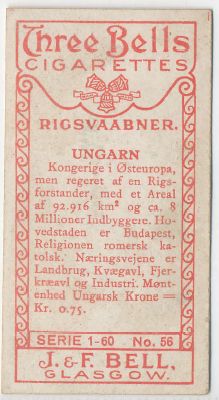 Three Bells
CIGARETTES
RIGSVAABNER.
UNGARN
Kongerige i Østenropa,
men regeret af en Rigs-
forstander, med et Areal
af 92,916 km² og ca. 8
Millioner Indbyggere. Ho-
vedstaden er Budapest,
Religionen romersk ka-
tolsk. Næringsvejene er
Landbrug, Kvægavl, Fjer-
kræavl og Industri. Mønt-
enhed Ungarsk Krone =
Kr. 0.75.
SERIE 1-60 No. 56
J. & F. BELL,
GLASGOW.